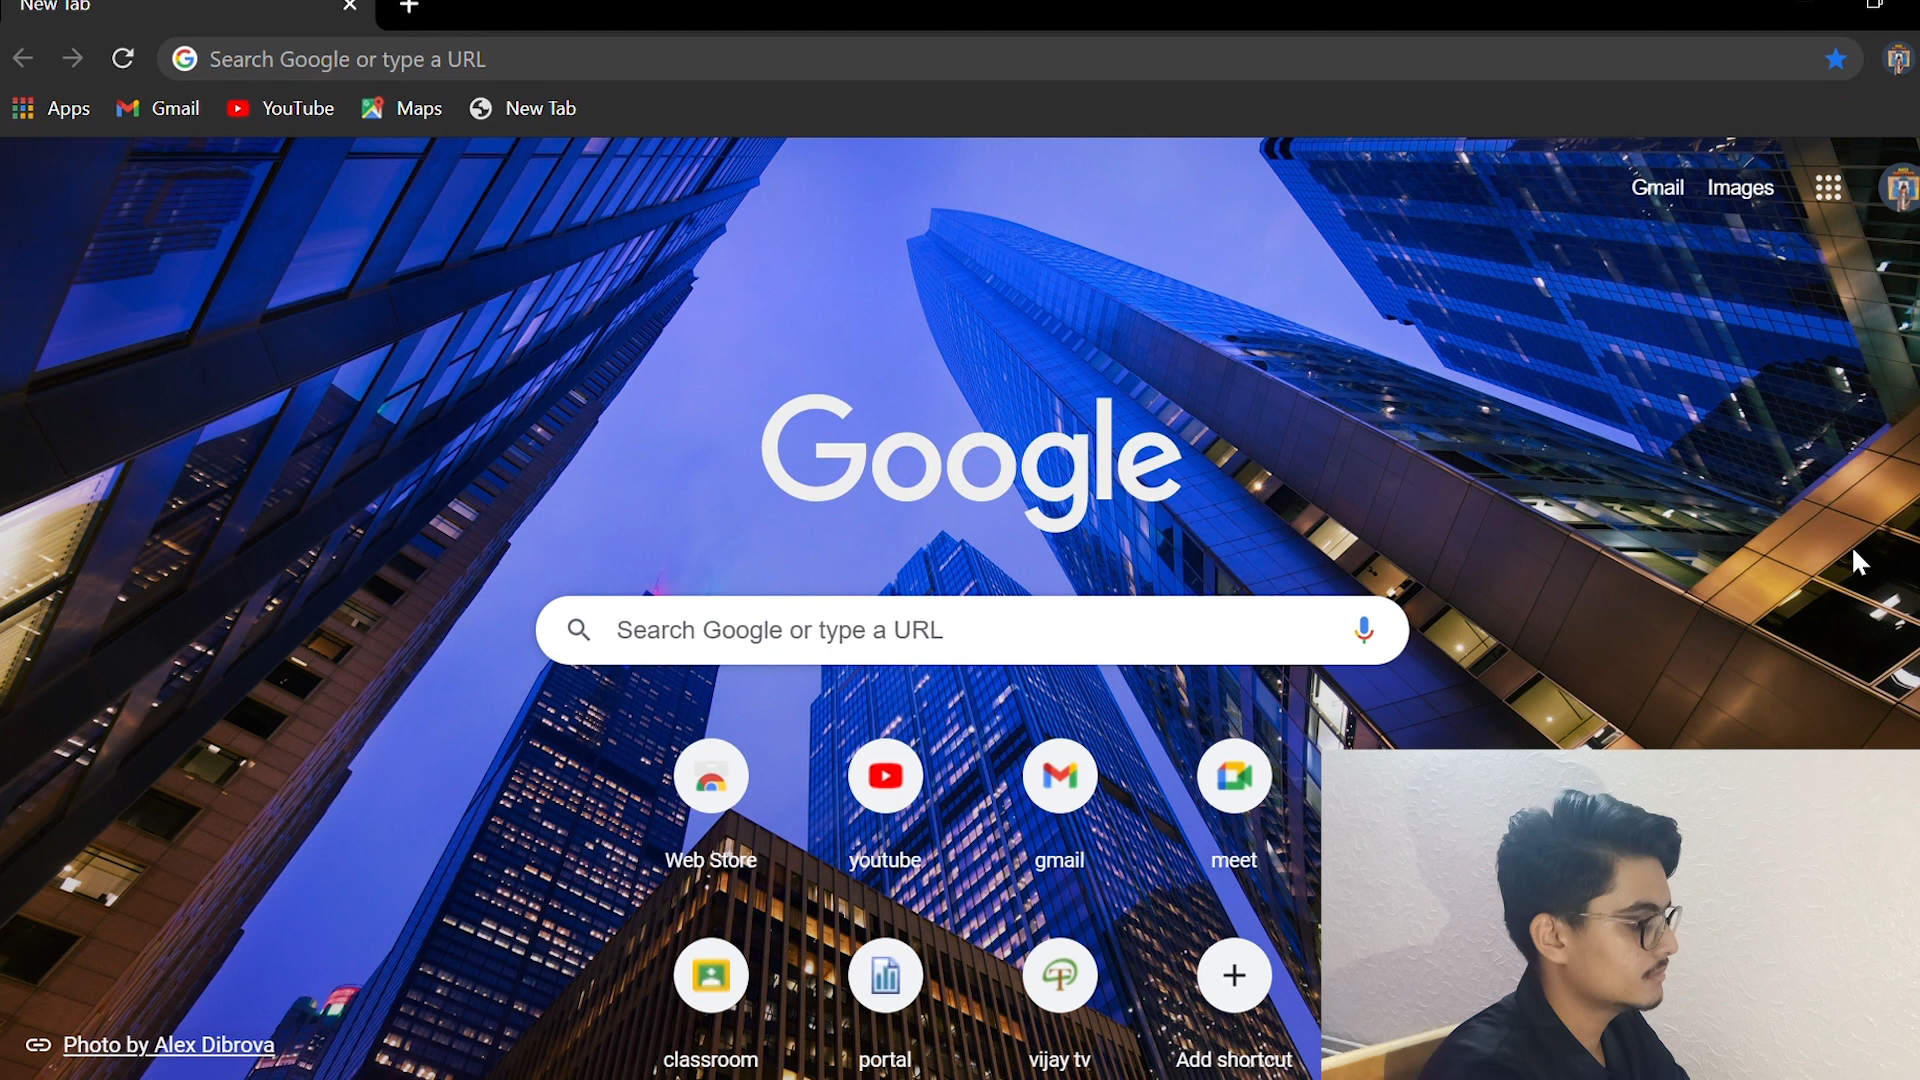 New Tab
Search Google or type a URL
Apps Gmail YouTube Maps New Tab
Gmail Images
Google
Search Google or type a URL
Web Store youtube gmail meet
classroom portal vijay tv Add shortcut
Photo by Alex Dibrova